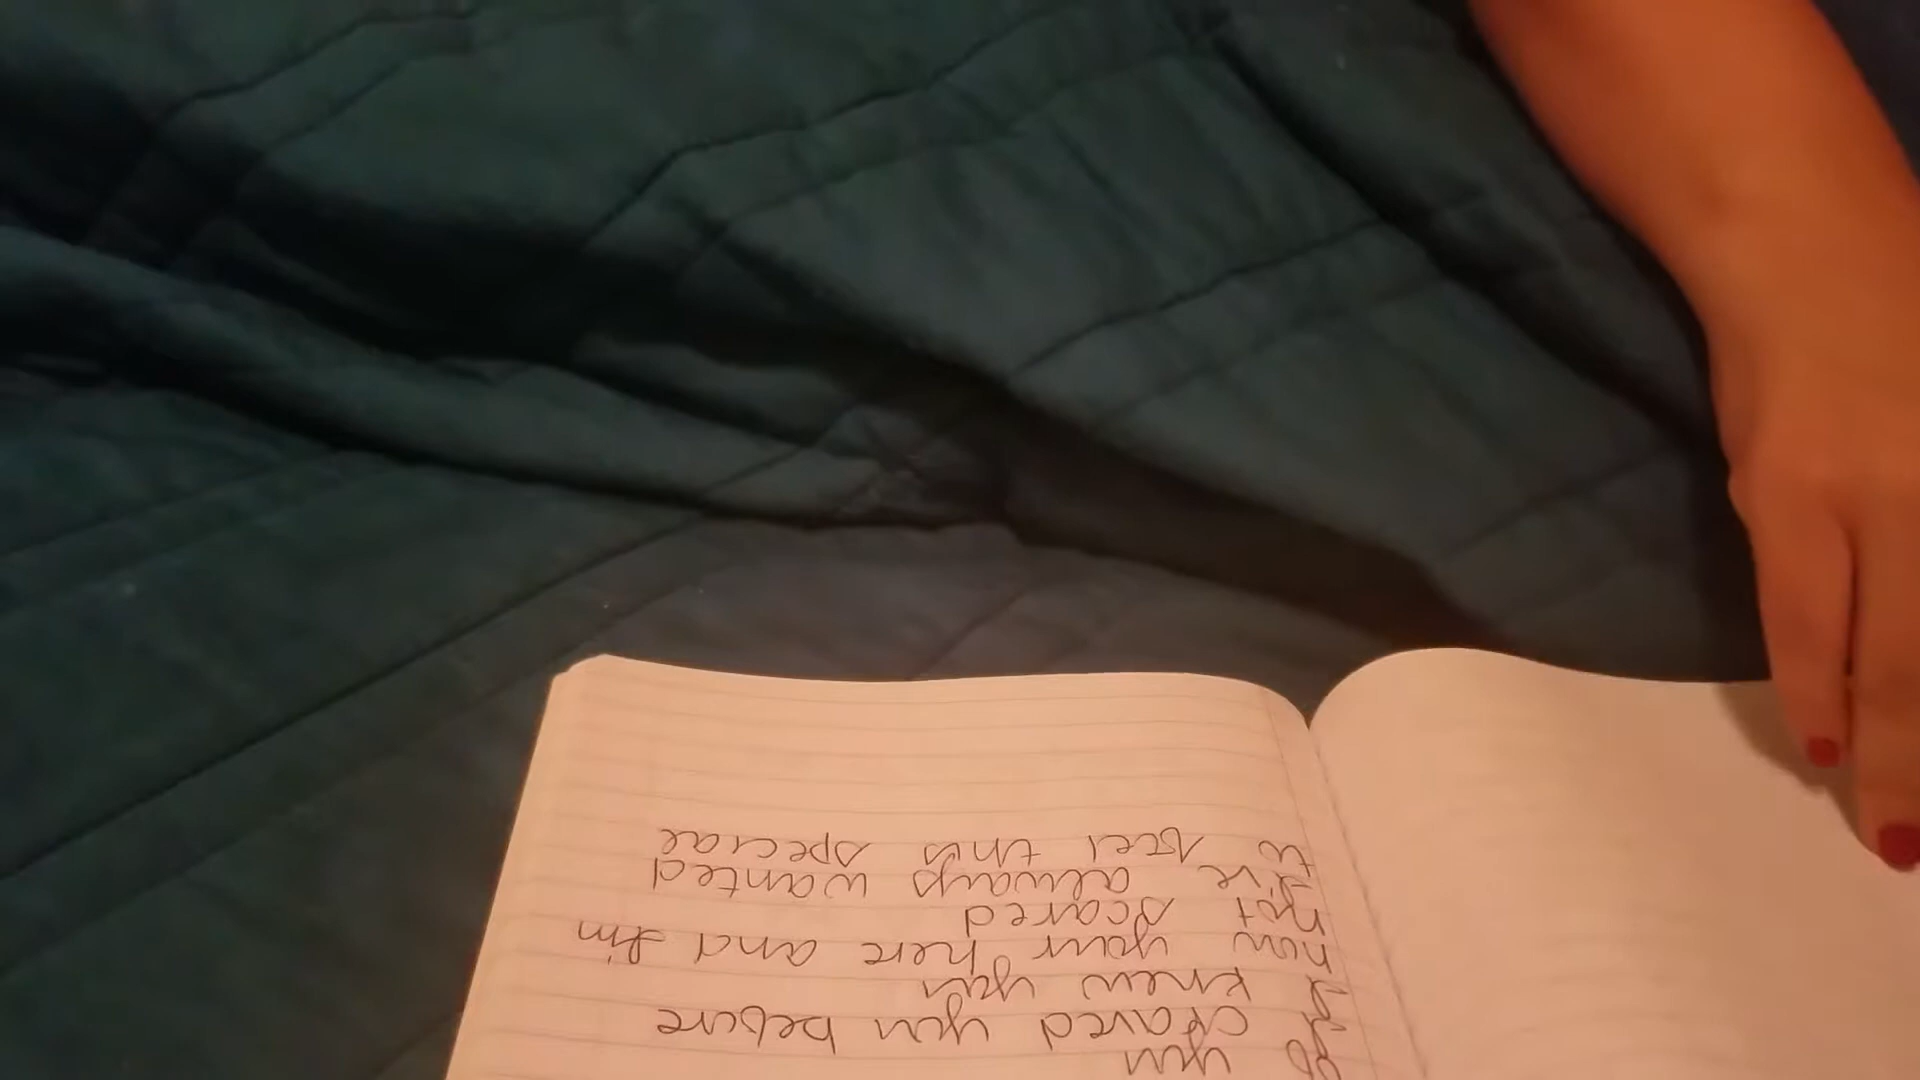 you
I craved you before
I knew you
now your here and I'm
not scared
I've always wanted
to feel this special